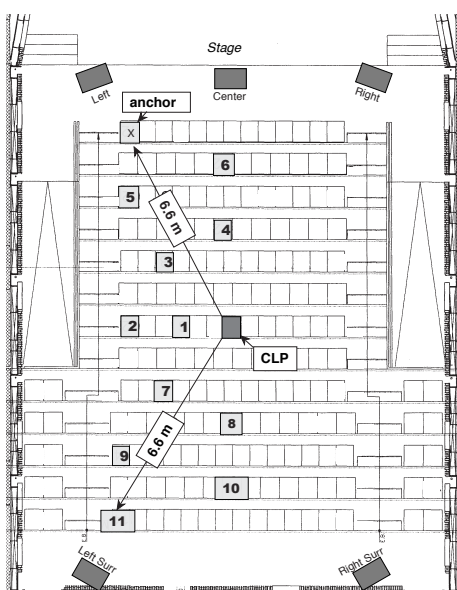 Stage
Left
Center
Right
anchor
X
6
5
6.6 m
4
3
2
1
CLP
7
8
6.6 m
9
10
11
Left Surr
Right Surr